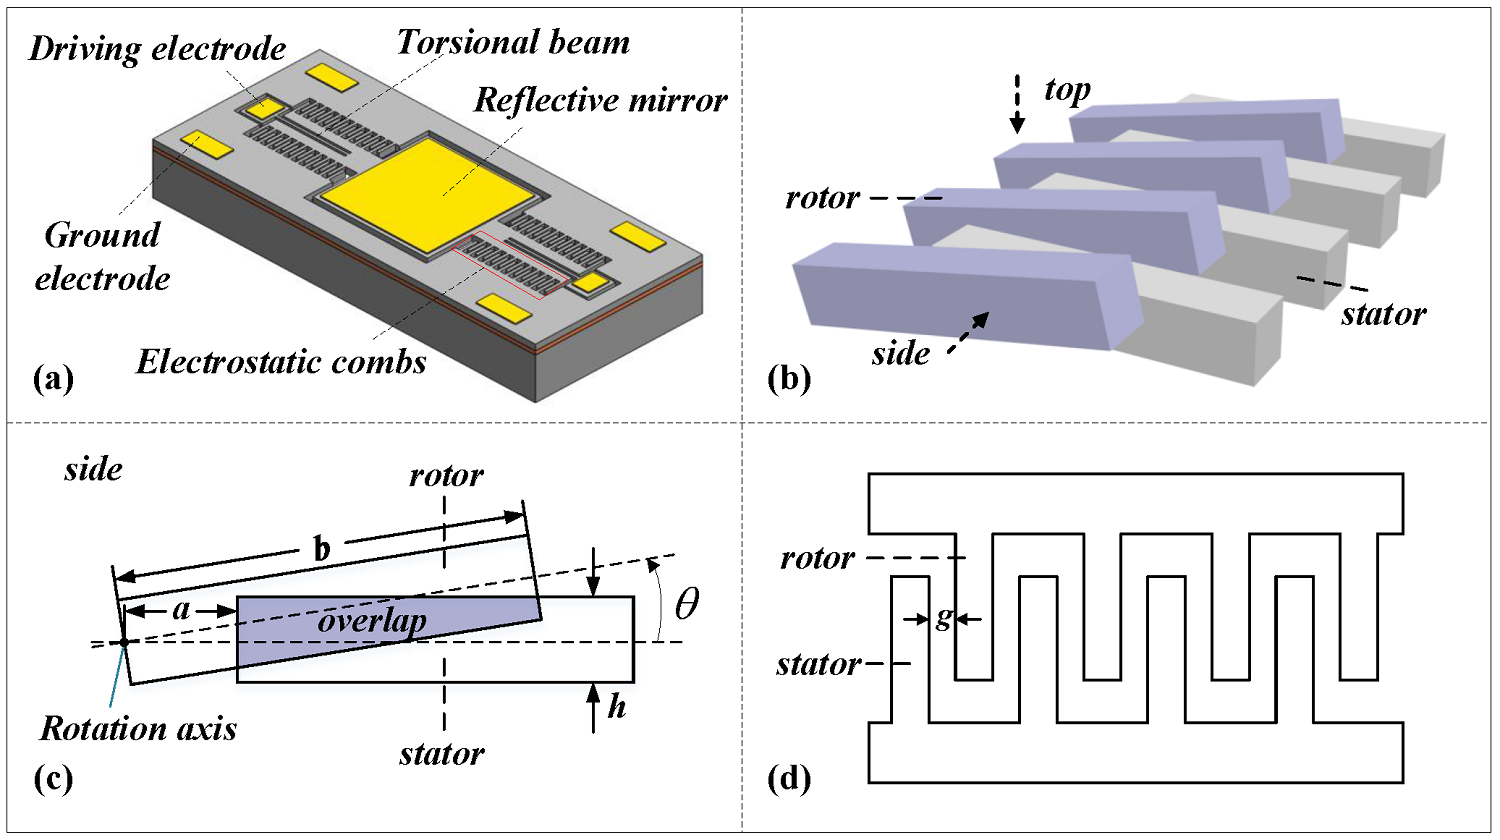 Driving electrode
Torsional beam
Reflective mirror
Ground
electrode
Electrostatic combs
(a)
top
rotor
stator
side
(b)
side
rotor
b
a
θ
overlap
h
Rotation axis
stator
(c)
rotor
g
stator
(d)